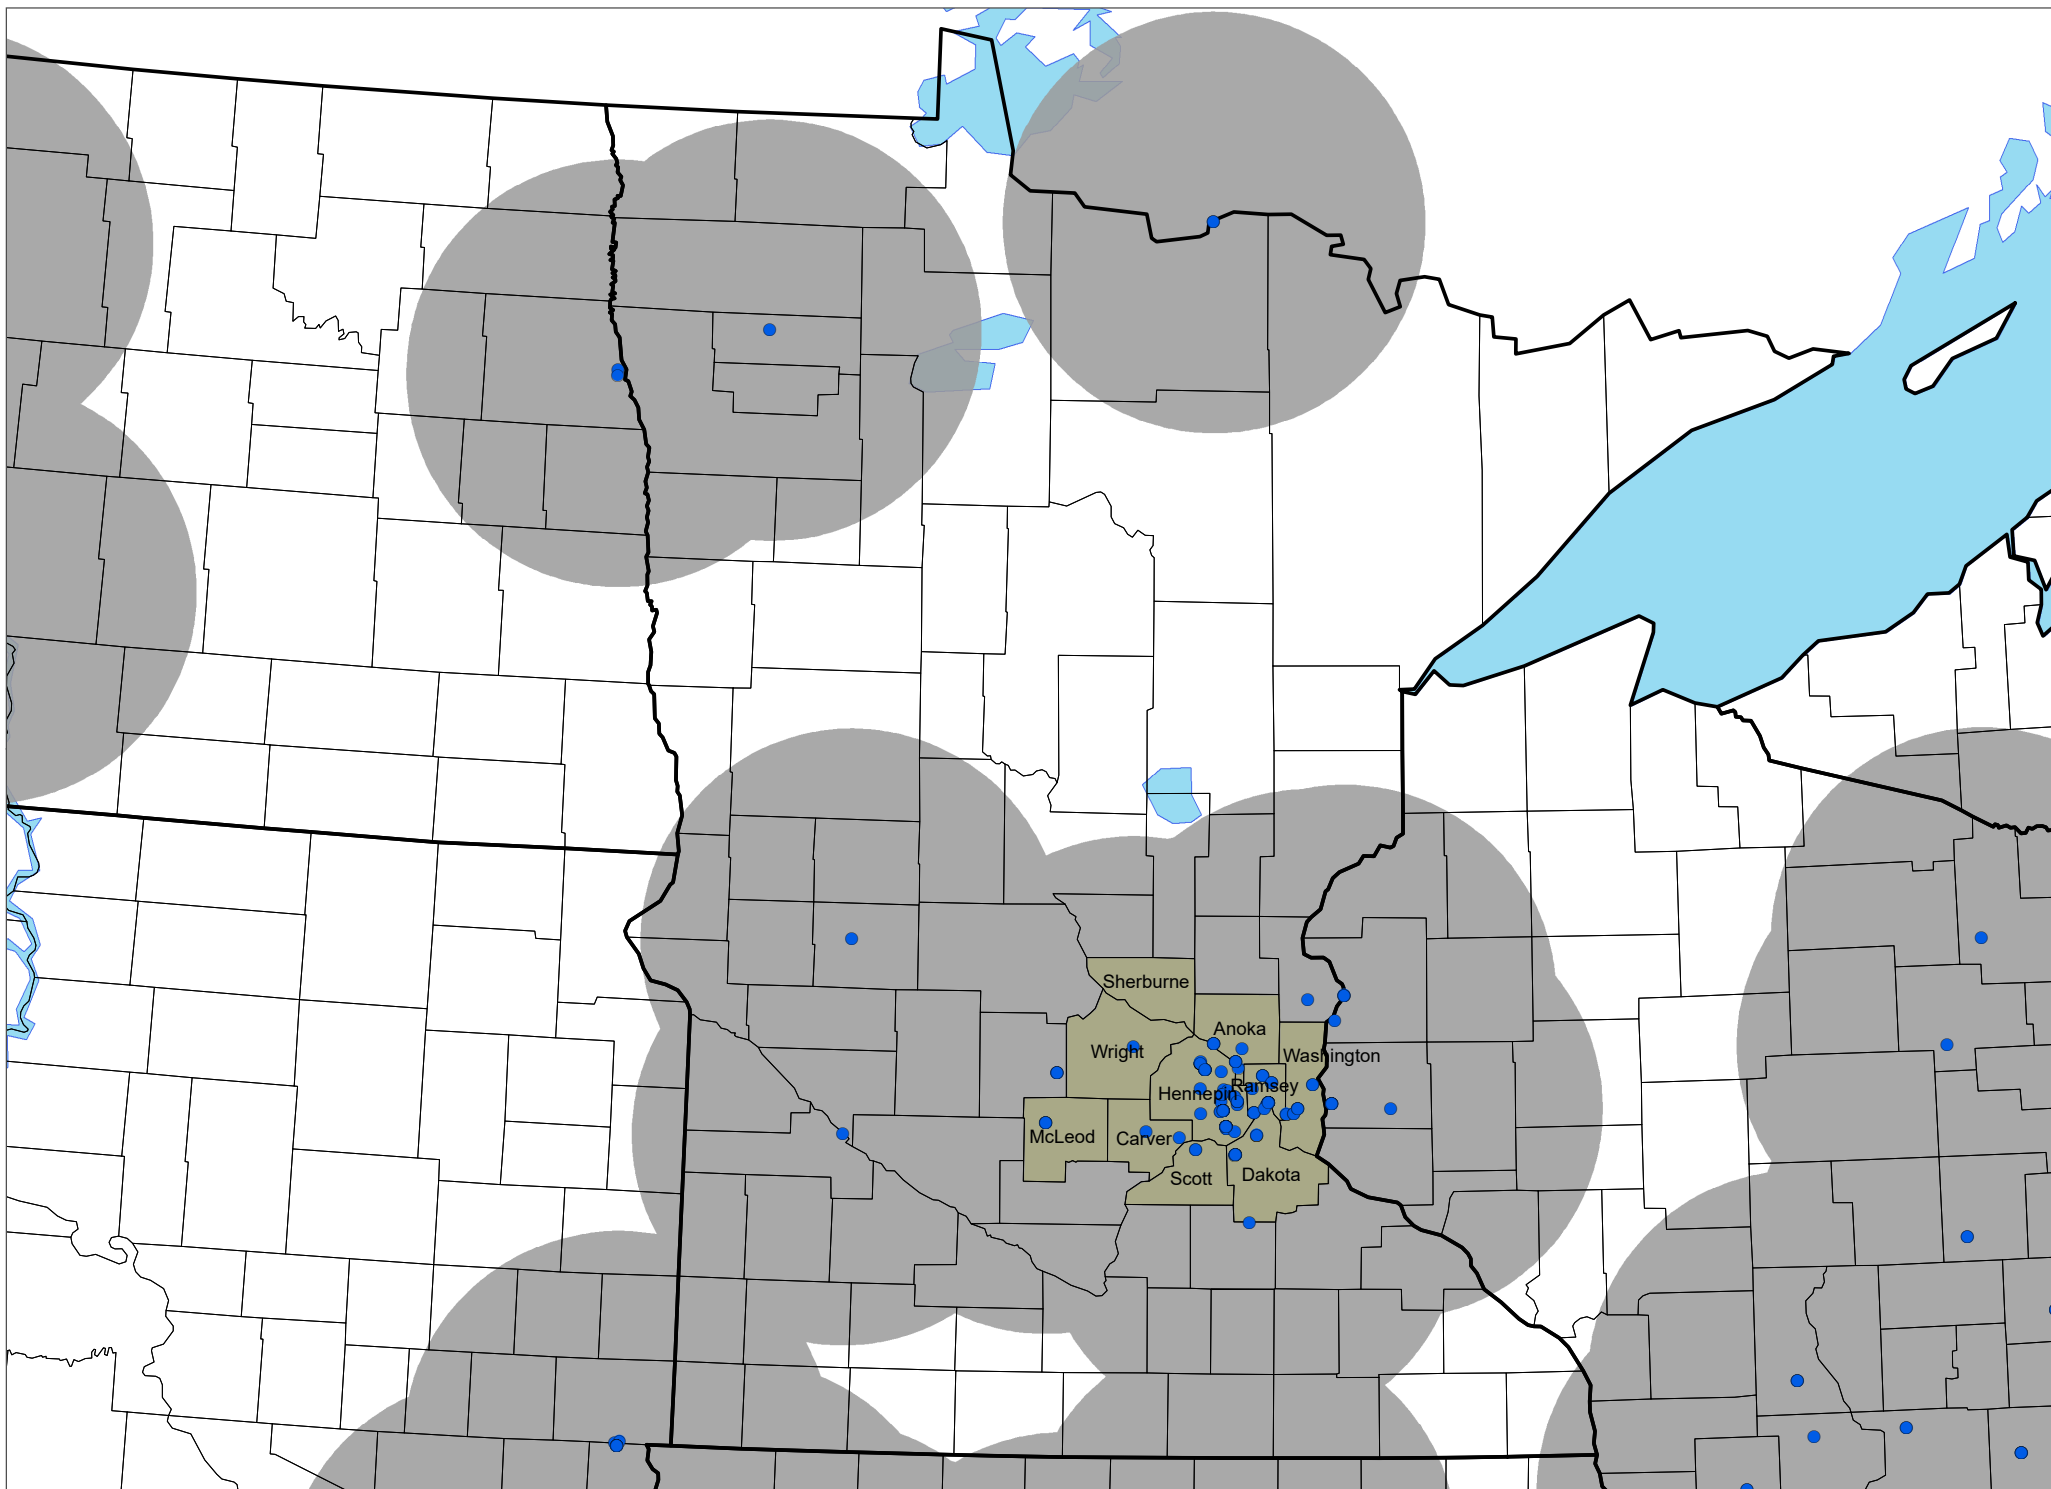 Sherburne
Anoka
Wright
Washington
Ramsey
Hennepin
McLeod
Carver
Scott
Dakota